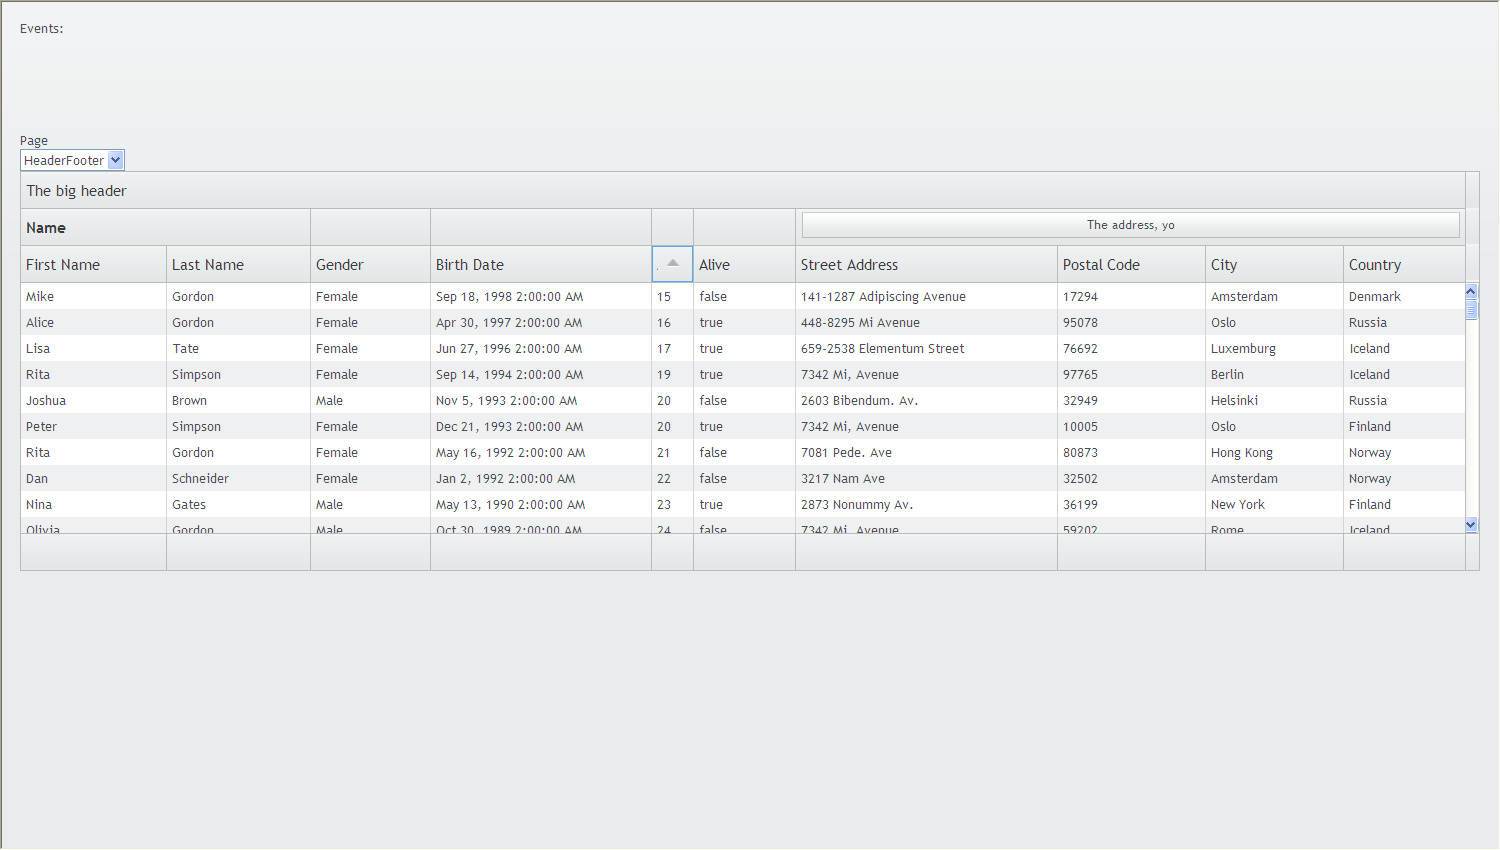 Events:
Page
HeaderFooter
The big header
Name The address, yo
First Name Last Name Gender Birth Date . Alive Street Address Postal Code City Country
Mike Gordon Female Sep 18, 1998 2:00:00 AM 15 false 141-1287 Adipiscing Avenue 17294 Amsterdam Denmark
Alice Gordon Female Apr 30, 1997 2:00:00 AM 16 true 448-8295 Mi Avenue 95078 Oslo Russia
Lisa Tate Female Jun 27, 1996 2:00:00 AM 17 true 659-2538 Elementum Street 76692 Luxemburg Iceland
Rita Simpson Female Sep 14, 1994 2:00:00 AM 19 true 7342 Mi, Avenue 97765 Berlin Iceland
Joshua Brown Male Nov 5, 1993 2:00:00 AM 20 false 2603 Bibendum. Av. 32949 Helsinki Russia
Peter Simpson Female Dec 21, 1993 2:00:00 AM 20 true 7342 Mi, Avenue 10005 Oslo Finland
Rita Gordon Female May 16, 1992 2:00:00 AM 21 false 7081 Pede. Ave 80873 Hong Kong Norway
Dan Schneider Female Jan 2, 1992 2:00:00 AM 22 false 3217 Nam Ave 32502 Amsterdam Norway
Nina Gates Male May 13, 1990 2:00:00 AM 23 true 2873 Nonummy Av. 36199 New York Finland
Olivia Gordon Male Oct 30, 1989 2:00:00 AM 24 false 7342 Mi, Avenue 59202 Rome Iceland